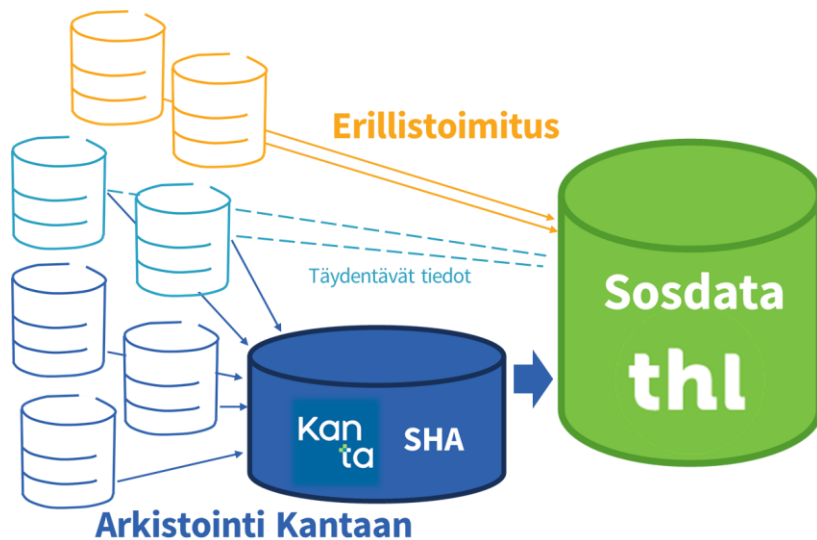 Erillistoimitus
Täydentävät tiedot
Sosdata
thl
Kan
ta
SHA
Arkistointi Kantaan